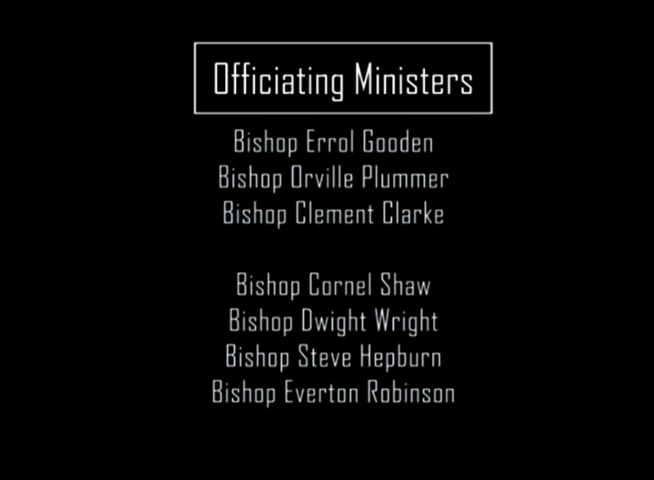 Officiating Ministers
Bishop Errol Gooden
Bishop Orville Plummer
Bishop Clement Clarke
Bishop Cornel Shaw
Bishop Dwight Wright
Bishop Steve Hepburn
Bishop Everton Robinson